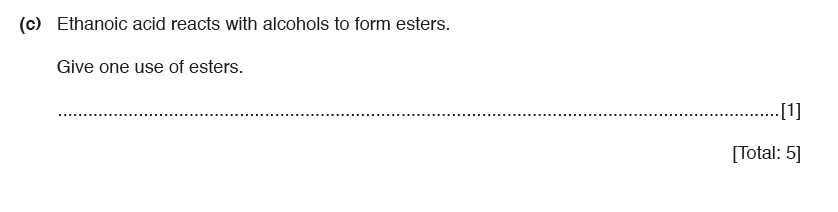 (c) Ethanoic acid reacts with alcohols to form esters.
Give one use of esters.
..............................................................................................................................................[1]
[Total: 5]